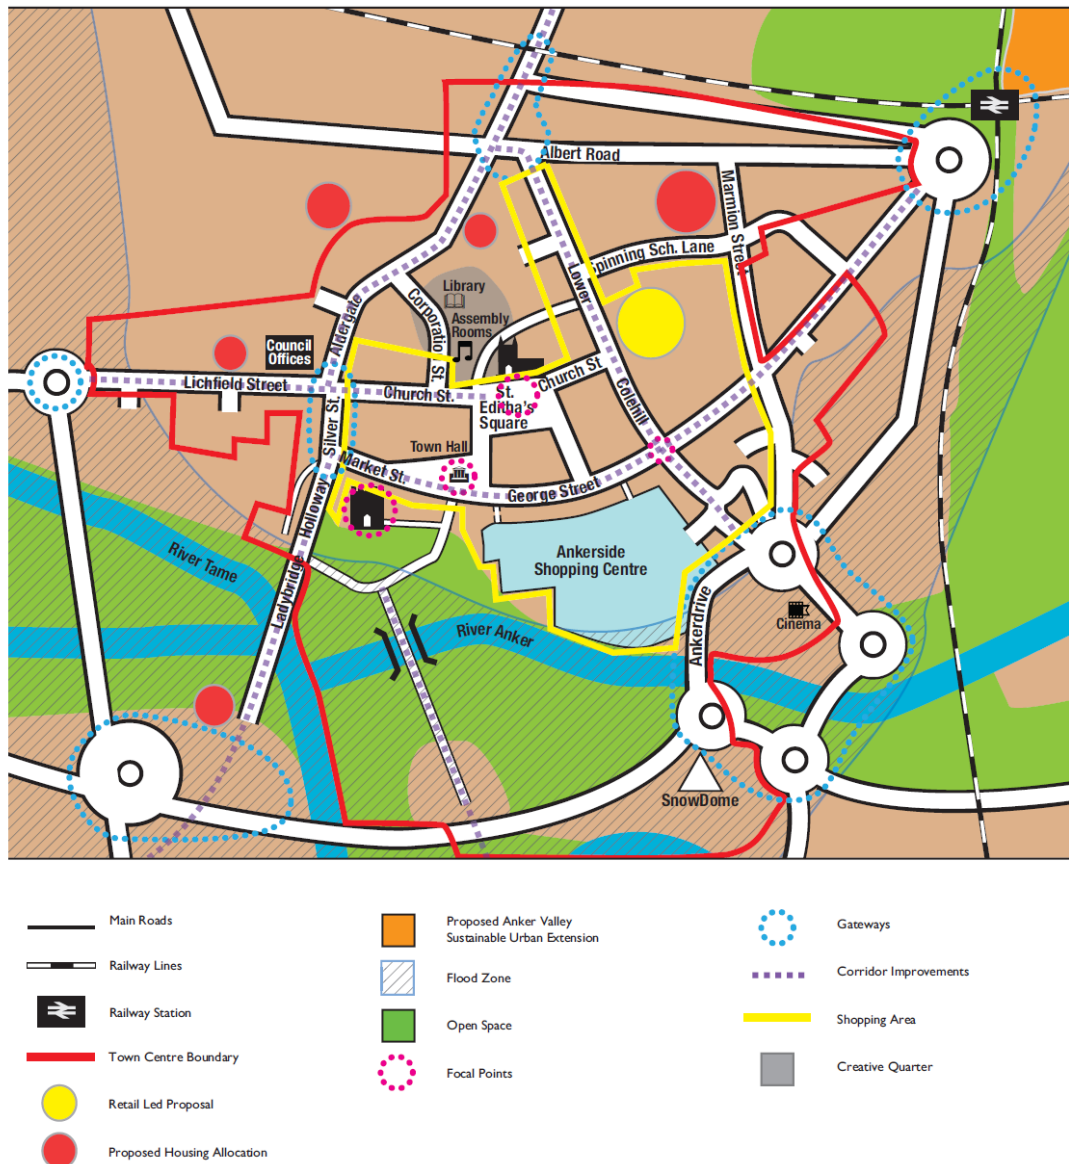 Albert Road
Marmion Street
Spinning Sch. Lane
Library
Lower
Corporation St.
Assembly
Rooms
Aldergate
Council
Offices
Lichfield Street
Church St.
Church St
St.
Editha's
Square
Colehill
Silver St.
Town Hall
Market St.
George Street
Holloway
Ladybridge
River Tame
Ankerside
Shopping Centre
River Anker
Ankerdrive
Cinema
SnowDome
Main Roads
Railway Lines
Railway Station
Town Centre Boundary
Retail Led Proposal
Proposed Housing Allocation
Proposed Anker Valley
Sustainable Urban Extension
Flood Zone
Open Space
Focal Points
Gateways
Corridor Improvements
Shopping Area
Creative Quarter